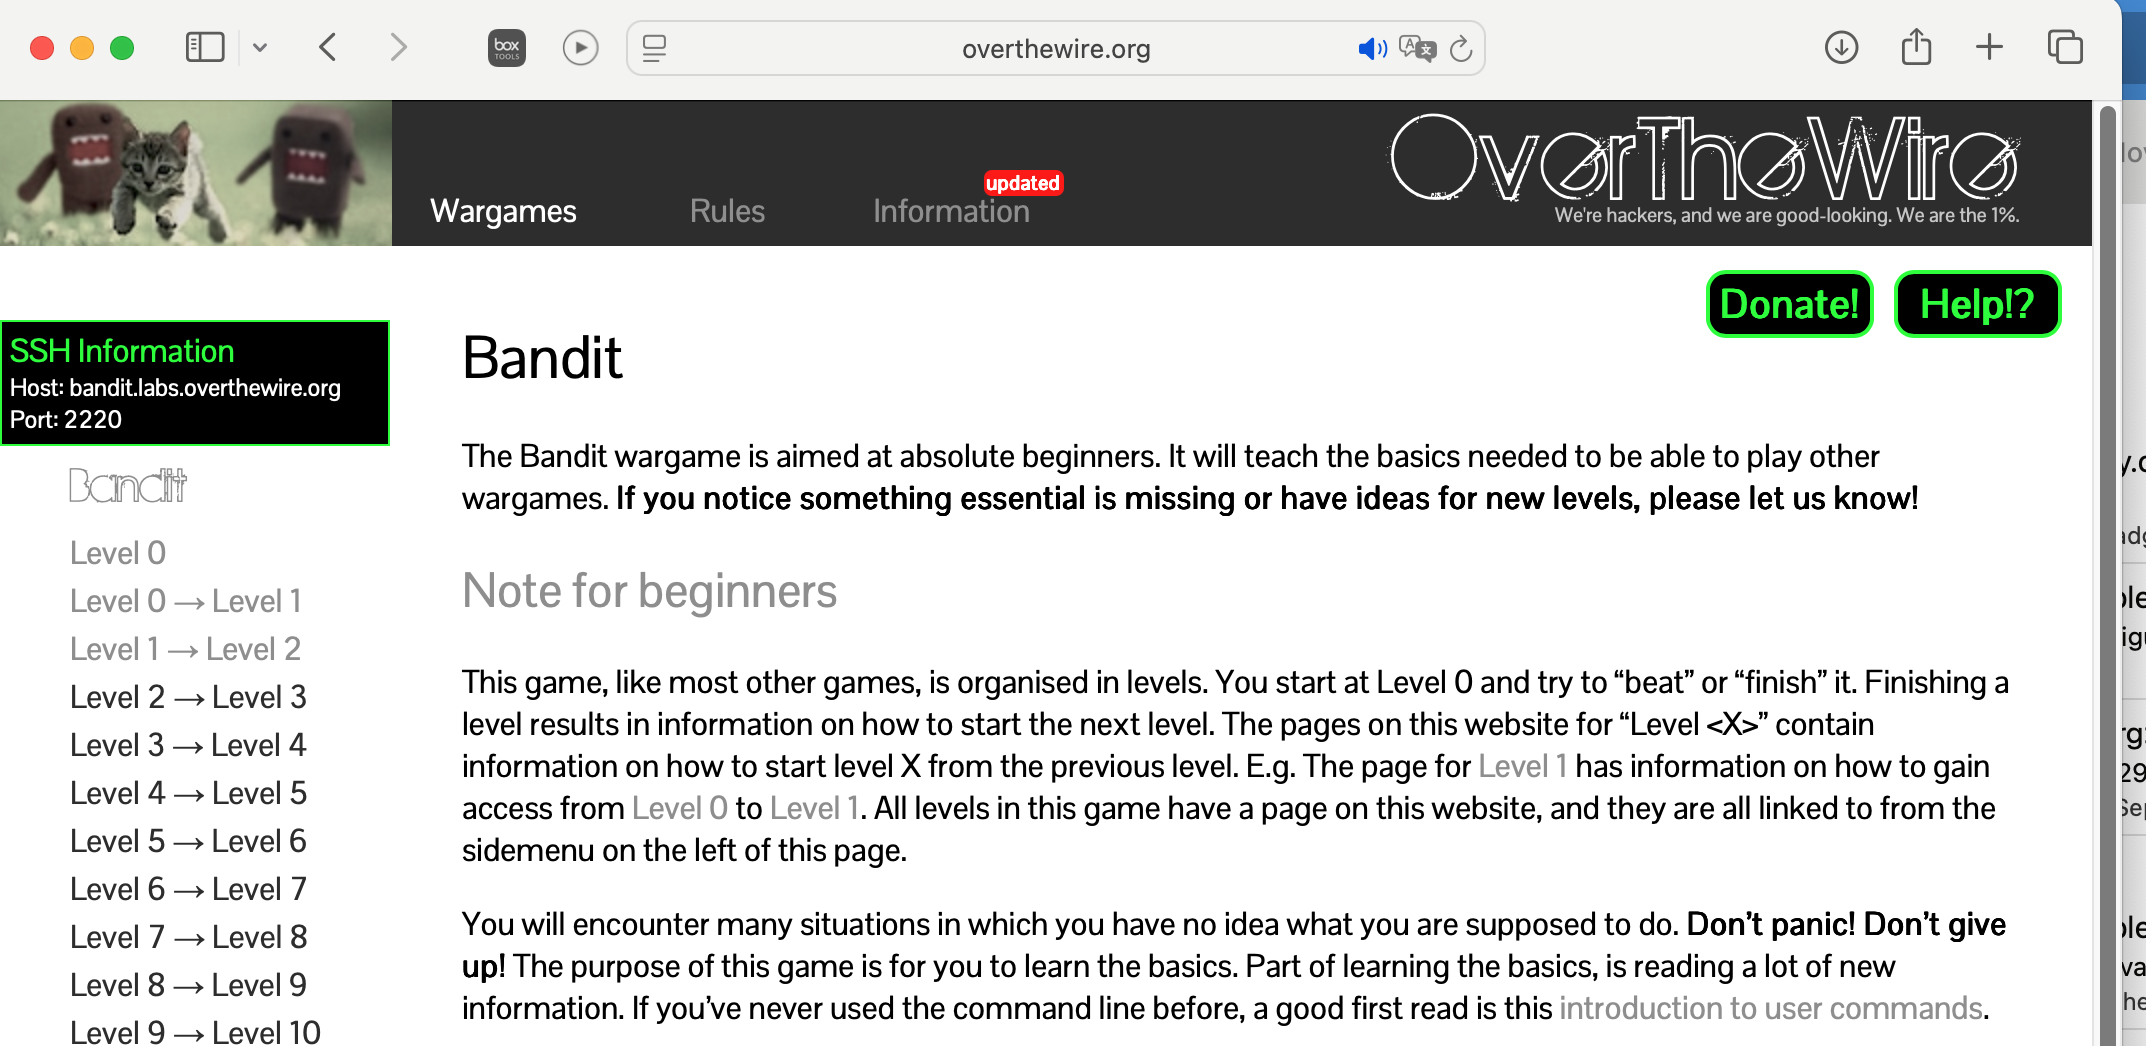 box
TOOLS
overthewire.org
Wargames
Rules
Information
updated
OverTheWire
We're hackers, and we are good-looking. We are the 1%.
Donate!
Help!?
SSH Information
Host: bandit.labs.overthewire.org
Port: 2220
Bandit
Level 0
Level 0 → Level 1
Level 1 → Level 2
Level 2 → Level 3
Level 3 → Level 4
Level 4 → Level 5
Level 5 → Level 6
Level 6 → Level 7
Level 7 → Level 8
Level 8 → Level 9
Level 9 → Level 10
Bandit
The Bandit wargame is aimed at absolute beginners. It will teach the basics needed to be able to play other
wargames. If you notice something essential is missing or have ideas for new levels, please let us know!
Note for beginners
This game, like most other games, is organised in levels. You start at Level 0 and try to “beat” or “finish” it. Finishing a
level results in information on how to start the next level. The pages on this website for “Level <X>” contain
information on how to start level X from the previous level. E.g. The page for Level 1 has information on how to gain
access from Level 0 to Level 1. All levels in this game have a page on this website, and they are all linked to from the
sidemenu on the left of this page.
You will encounter many situations in which you have no idea what you are supposed to do. Don’t panic! Don’t give
up! The purpose of this game is for you to learn the basics. Part of learning the basics, is reading a lot of new
information. If you’ve never used the command line before, a good first read is this introduction to user commands.